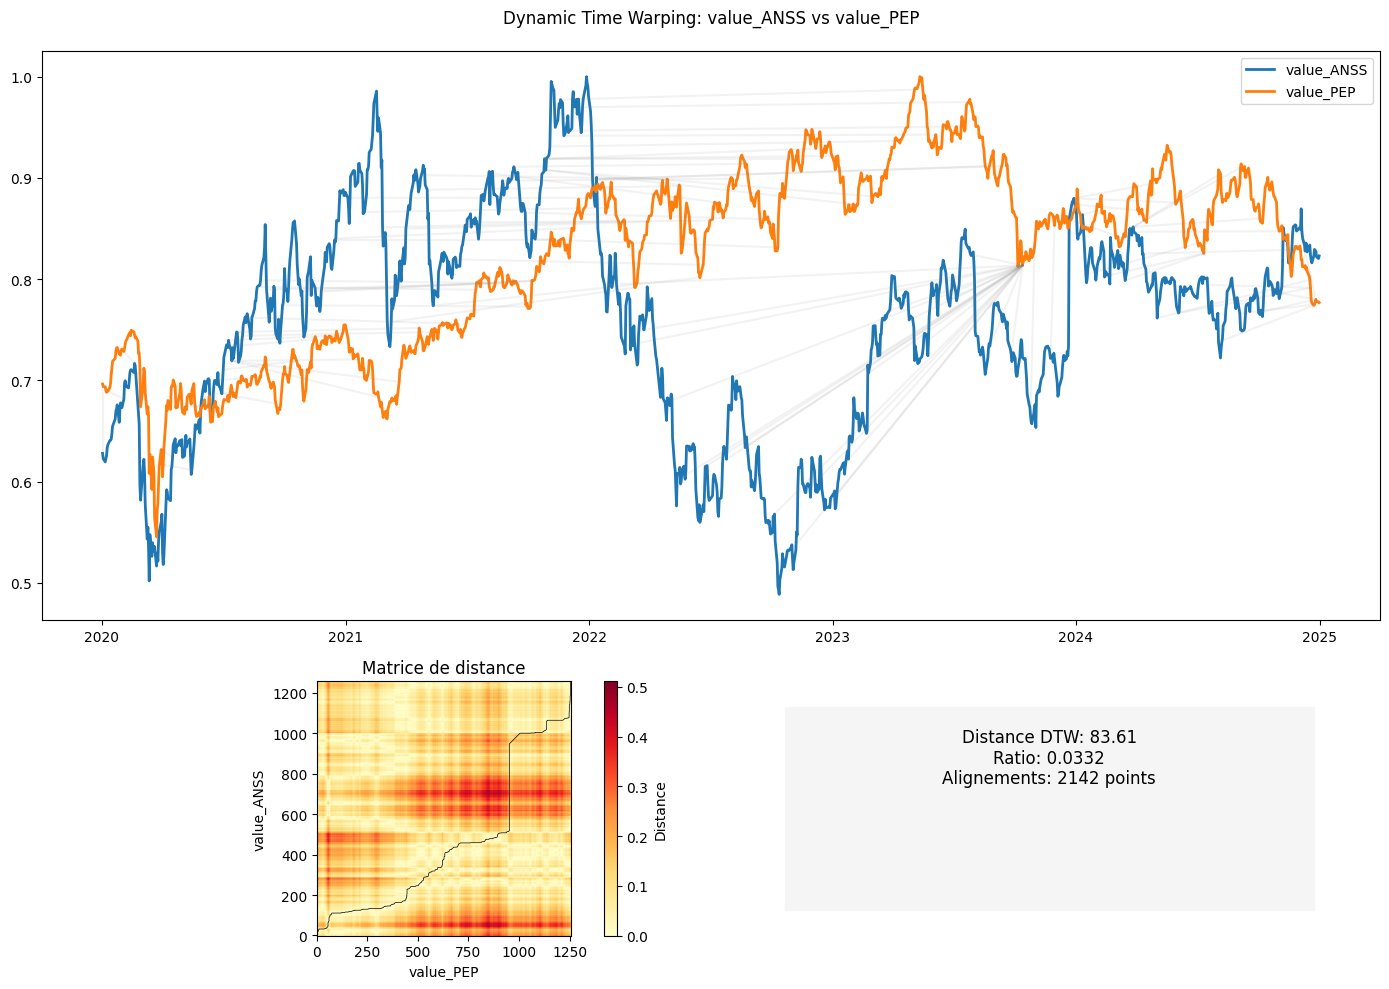 Dynamic Time Warping: value_ANSS vs value_PEP
value_ANSS
value_PEP
1.0
0.9
0.8
0.7
0.6
0.5
2020 2021 2022 2023 2024 2025
Matrice de distance
value_ANSS
1200
1000
800
600
400
200
0
0 250 500 750 1000 1250
value_PEP
0.5
0.4
0.3
0.2
0.1
0.0
Distance
Distance DTW: 83.61
Ratio: 0.0332
Alignements: 2142 points